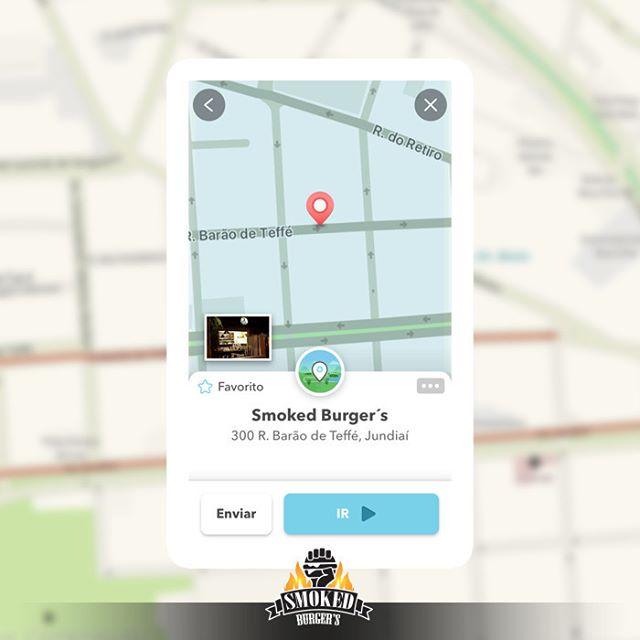 R. do Retiro
R. Barão de Teffé
Favorito
Smoked Burger´s
300 R. Barão de Teffé, Jundiaí
Enviar
IR
SMOKED
BURGER'S